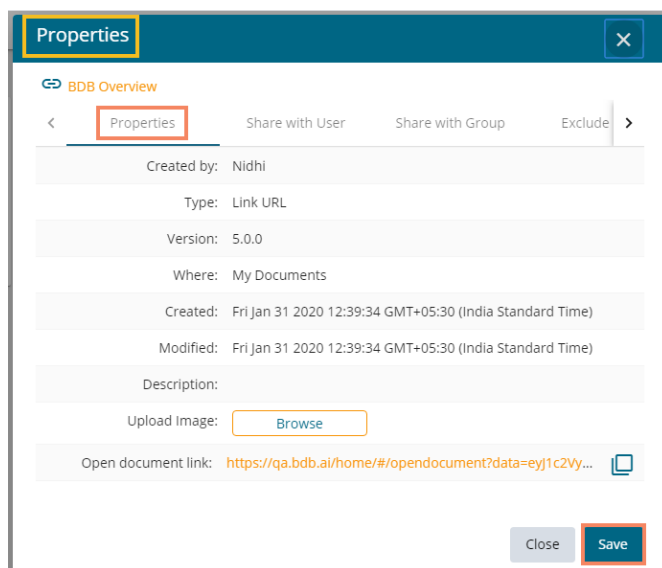 Properties
BDB Overview
Properties Share with User Share with Group Exclude
Created by: Nidhi
Type: Link URL
Version: 5.0.0
Where: My Documents
Created: Fri Jan 31 2020 12:39:34 GMT+05:30 (India Standard Time)
Modified: Fri Jan 31 2020 12:39:34 GMT+05:30 (India Standard Time)
Description:
Upload Image: Browse
Open document link: https://qa.bdb.ai/home/#/opendocument?data=eyJ1c2Vy...
Close Save